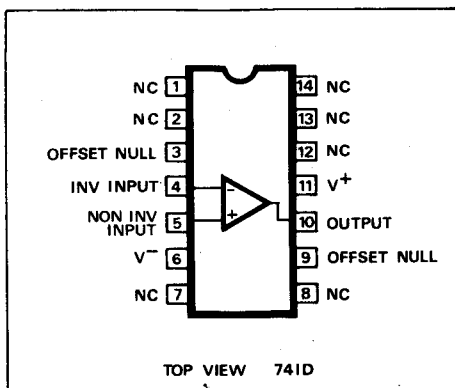 NC 1 14 NC
NC 2 13 NC
OFFSET NULL 3 12 NC
INV INPUT 4 − 11 V+
NON INV
INPUT 5 + 10 OUTPUT
V− 6 9 OFFSET NULL
NC 7 8 NC
TOP VIEW 741D